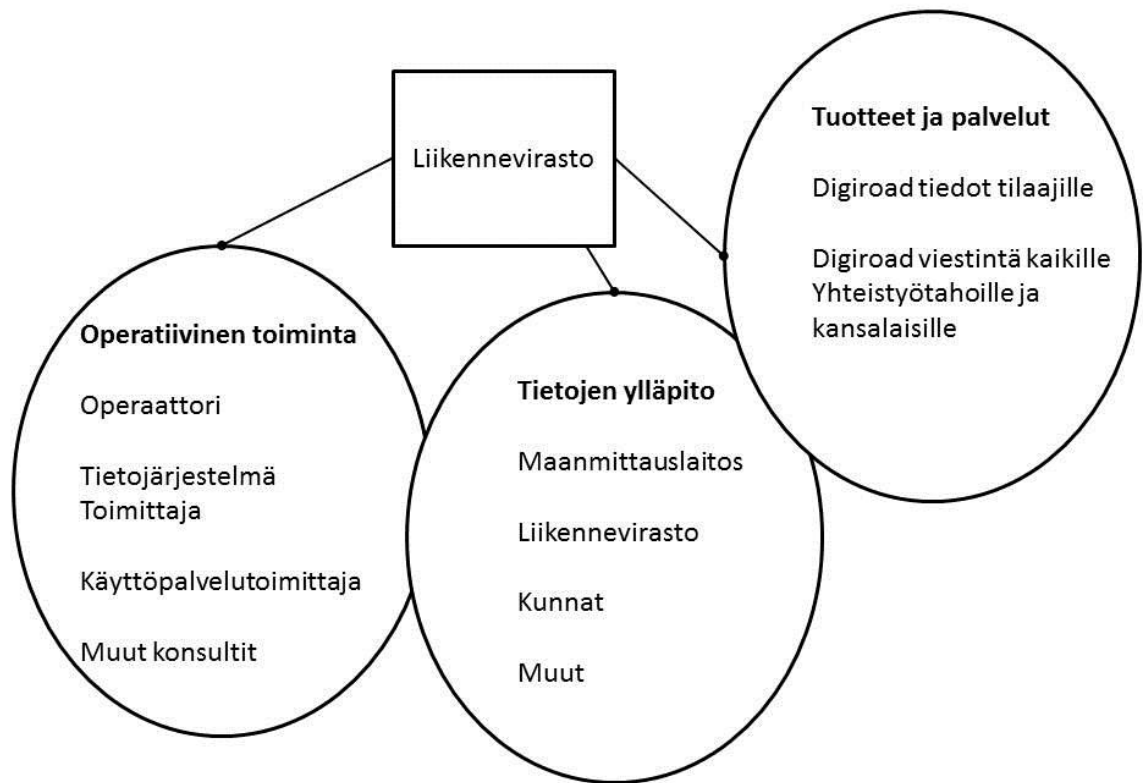 Liikennevirasto
Operatiivinen toiminta
Operaattori
Tietojärjestelmä
Toimittaja
Käyttöpalvelutoimittaja
Muut konsultit
Tietojen ylläpito
Maanmittauslaitos
Liikennevirasto
Kunnat
Muut
Tuotteet ja palvelut
Digiroad tiedot tilaajille
Digiroad viestintä kaikille
Yhteistyötahoille ja
kansalaisille